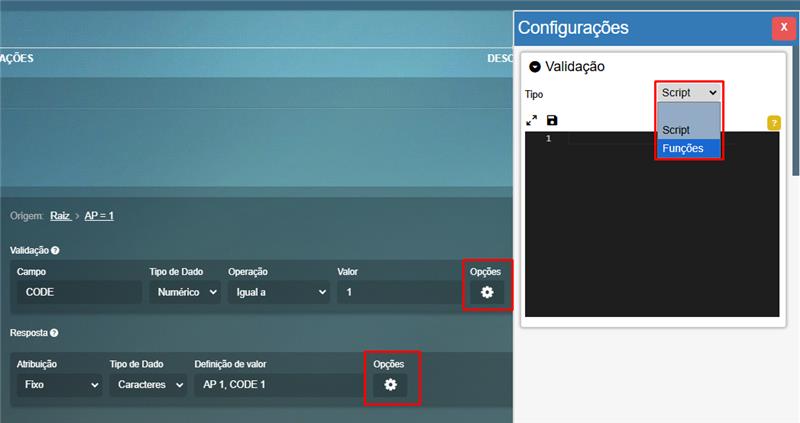 AÇÕES
DESC
Origem: Raiz > AP = 1
Validação ?
Campo Tipo de Dado Operação Valor Opções
CODE Numérico Igual a 1
Resposta ?
Atribuição Tipo de Dado Definição de valor Opções
Fixo Caracteres AP 1, CODE 1
Configurações X
Validação
Tipo Script
Script
Funções
?
1